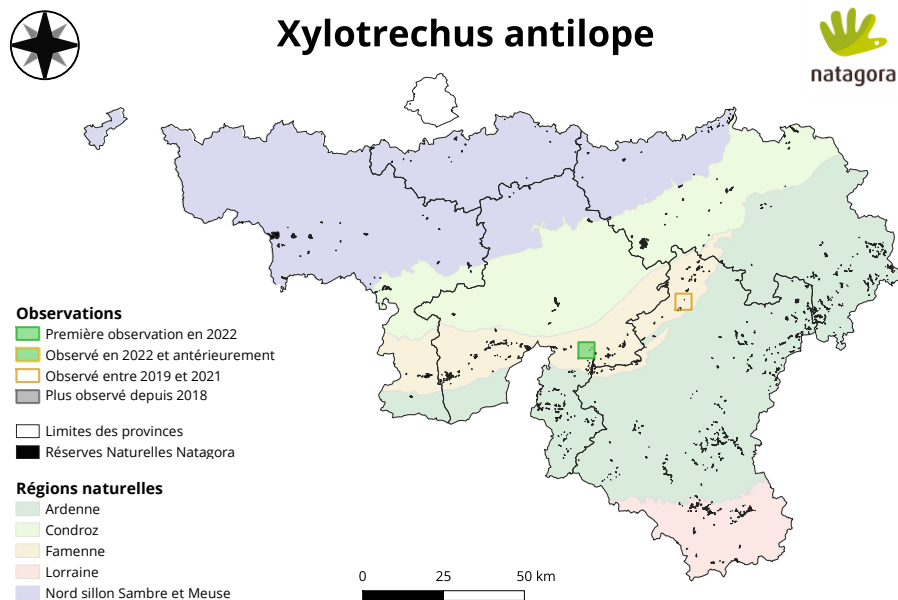 Xylotrechus antilope
natagora
Observations
Première observation en 2022
Observé en 2022 et antérieurement
Observé entre 2019 et 2021
Plus observé depuis 2018
Limites des provinces
Réserves Naturelles Natagora
Régions naturelles
Ardenne
Condroz
Famenne
Lorraine
Nord sillon Sambre et Meuse
0 25 50 km